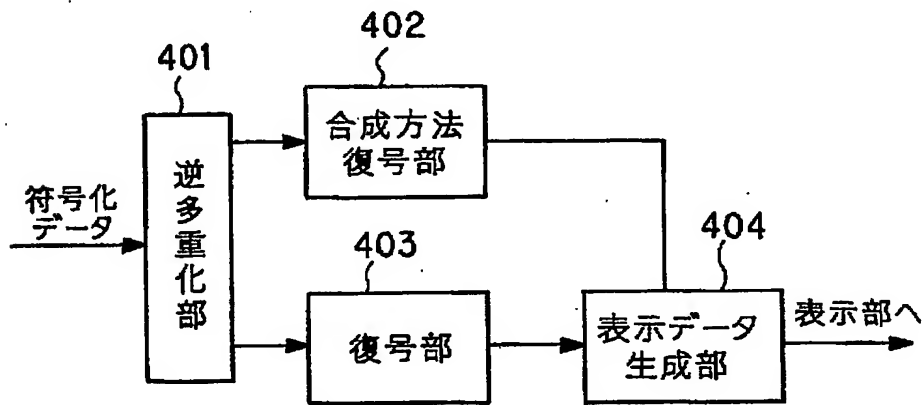 401
402
合成方法
復号部
符号化
データ
逆多重化部
403
復号部
404
表示データ
生成部
表示部へ